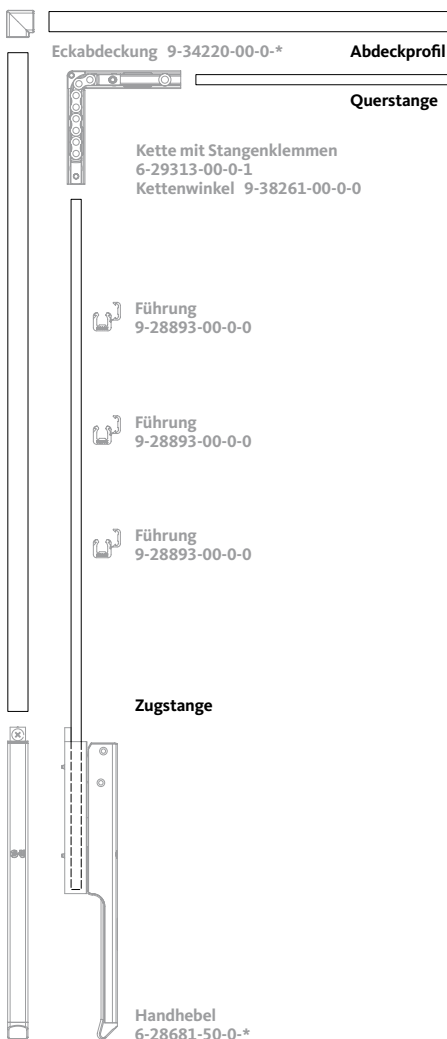 Eckabdeckung 9-34220-00-0-*
Abdeckprofil
Querstange
Kette mit Stangenklemmen
6-29313-00-0-1
Kettenwinkel 9-38261-00-0-0
Führung
9-28893-00-0-0
Führung
9-28893-00-0-0
Führung
9-28893-00-0-0
Zugstange
Handhebel
6-28681-50-0-*